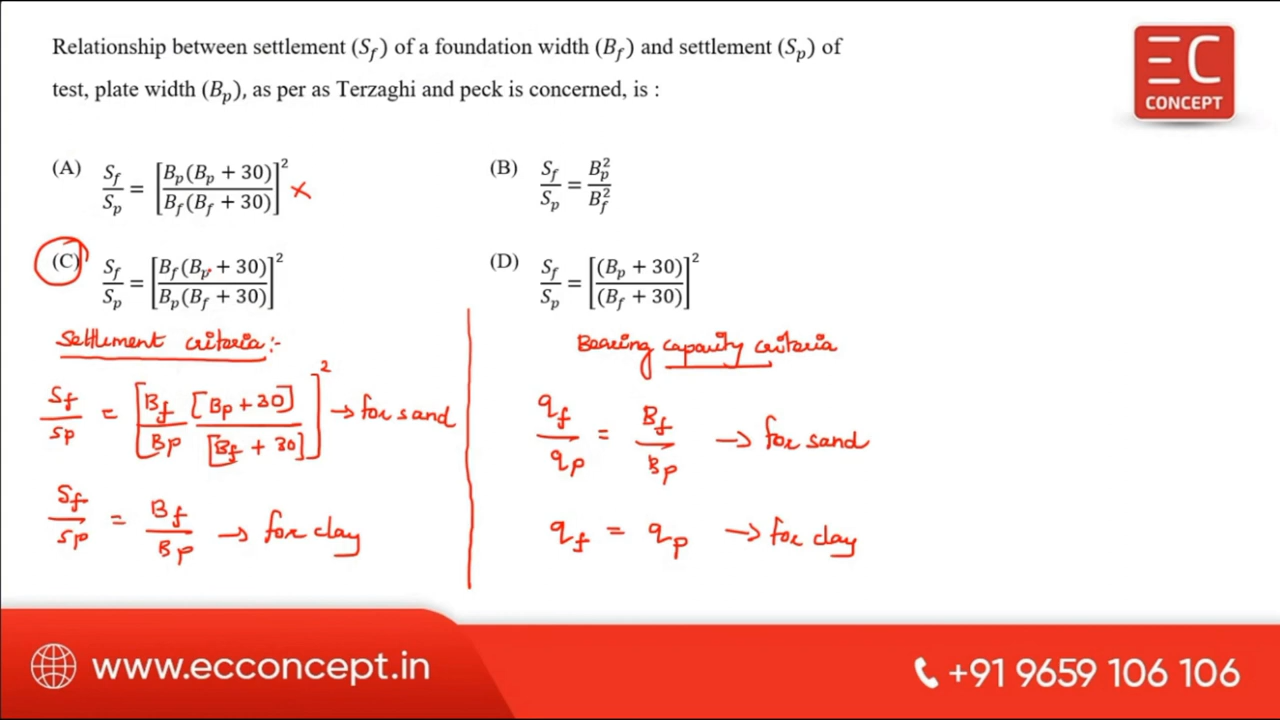 Relationship between settlement (S_f) of a foundation width (B_f) and settlement (S_p) of
test, plate width (B_p), as per as Terzaghi and peck is concerned, is :
EC
CONCEPT
(A) S_f/S_p = [B_p(B_p + 30)/B_f(B_f + 30)]^2 ×
(B) S_f/S_p = B_p^2/B_f^2
(C) S_f/S_p = [B_f(B_p + 30)/B_p(B_f + 30)]^2
(D) S_f/S_p = [(B_p + 30)/(B_f + 30)]^2
Settlement criteria :-
S_f/S_p = [B_f/B_p [B_p + 30]/[B_f + 30]]^2 → for sand
S_f/S_p = B_f/B_p → for clay
Bearing capacity criteria
q_f/q_p = B_f/B_p → for sand
q_f = q_p → for clay
www.ecconcept.in
+91 9659 106 106